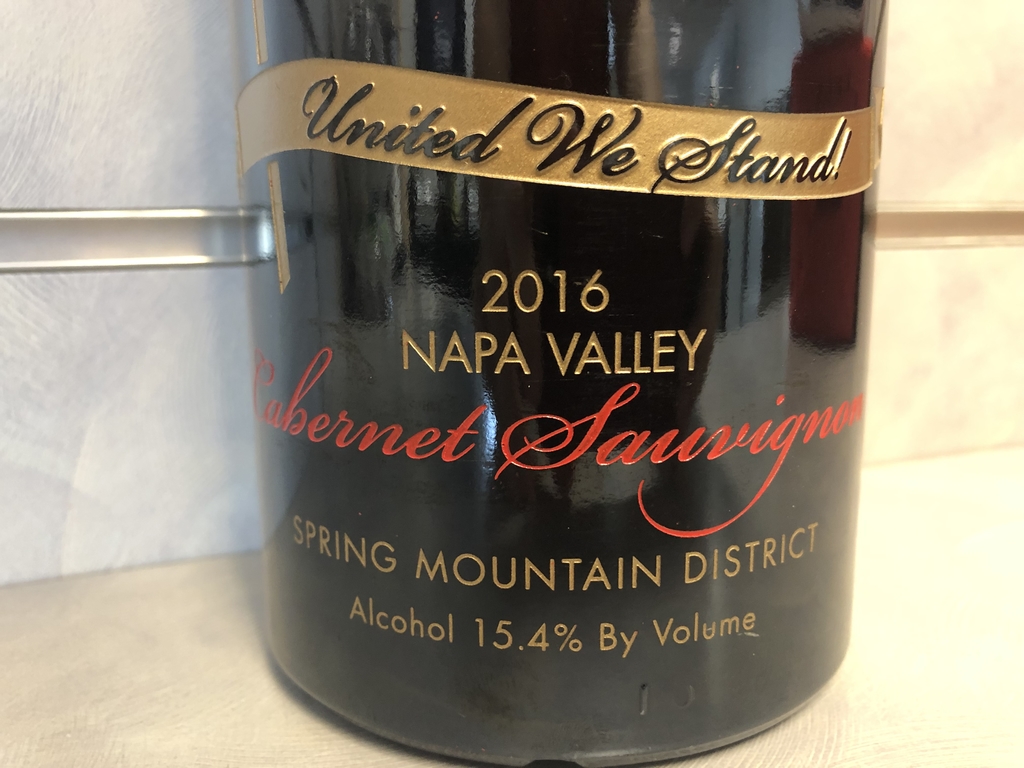 United We Stand!
2016
NAPA VALLEY
Cabernet Sauvignon
SPRING MOUNTAIN DISTRICT
Alcohol 15.4% By Volume